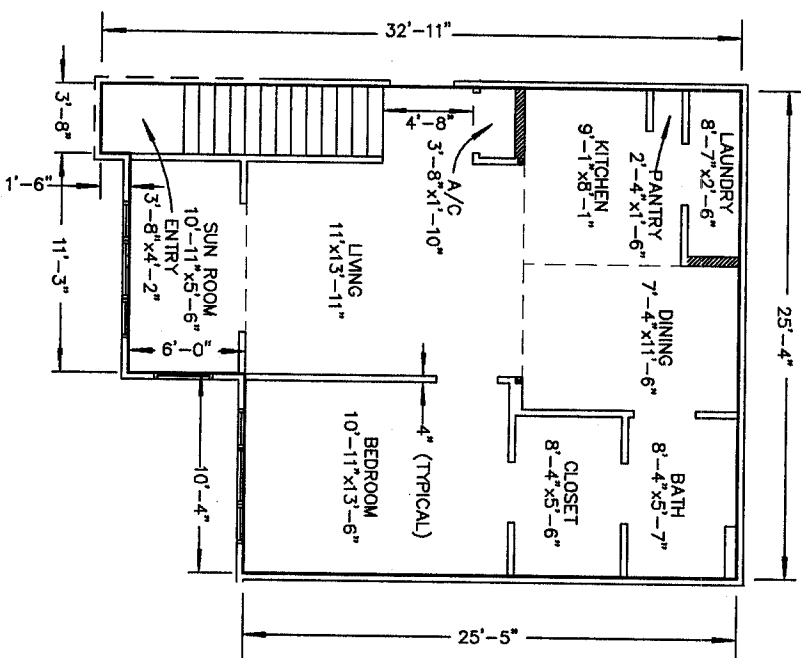 32'-11"
3'-8"
1'-6"
11'-3"
6'-0"
10'-4"
25'-5"
25'-4"
4'-8"
LAUNDRY
8'-7"x2'-6"
PANTRY
2'-4"x1'-6"
KITCHEN
9'-1"x8'-1"
A/C
3'-8"x1'-10"
DINING
7'-4"x11'-6"
LIVING
11'x13'-11"
SUN ROOM
10'-11"x5'-6"
ENTRY
3'-8"x4'-2"
BATH
8'-4"x5'-7"
CLOSET
8'-4"x5'-6"
4" (TYPICAL)
BEDROOM
10'-11"x13'-6"